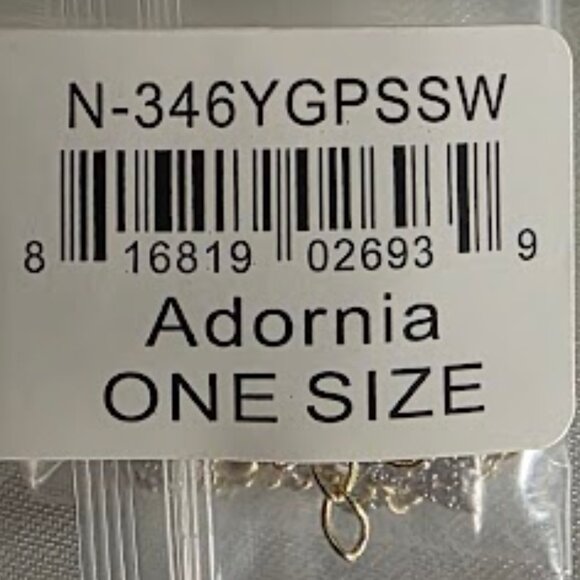 N-346YGPSSW
8 16819 02693 9
Adornia
ONE SIZE